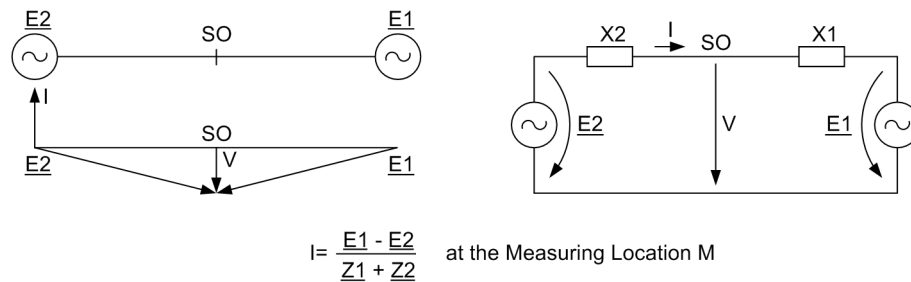 E2
SO
E1
I
SO
E2
V
E1
X2
I
SO
X1
E2
V
E1
I= E1 - E2
Z1 + Z2
at the Measuring Location M